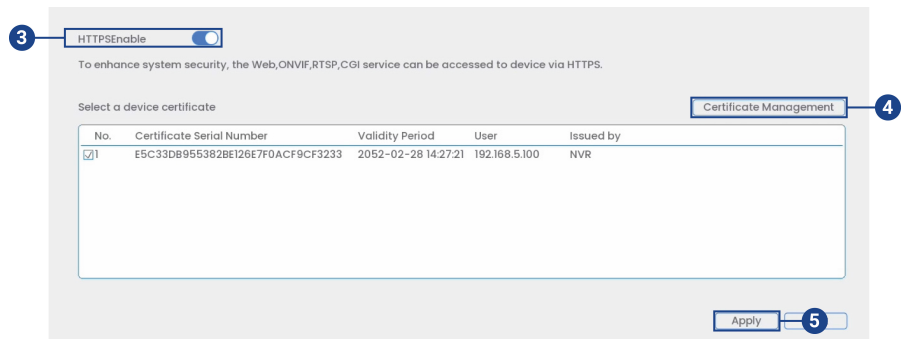 3
HTTPSEnable
To enhance system security, the Web,ONVIF,RTSP,CGI service can be accessed to device via HTTPS.
Select a device certificate
Certificate Management
4
No. Certificate Serial Number Validity Period User Issued by
1 E5C33DB955382BE126E7F0ACF9CF3233 2052-02-28 14:27:21 192.168.5.100 NVR
Apply
5